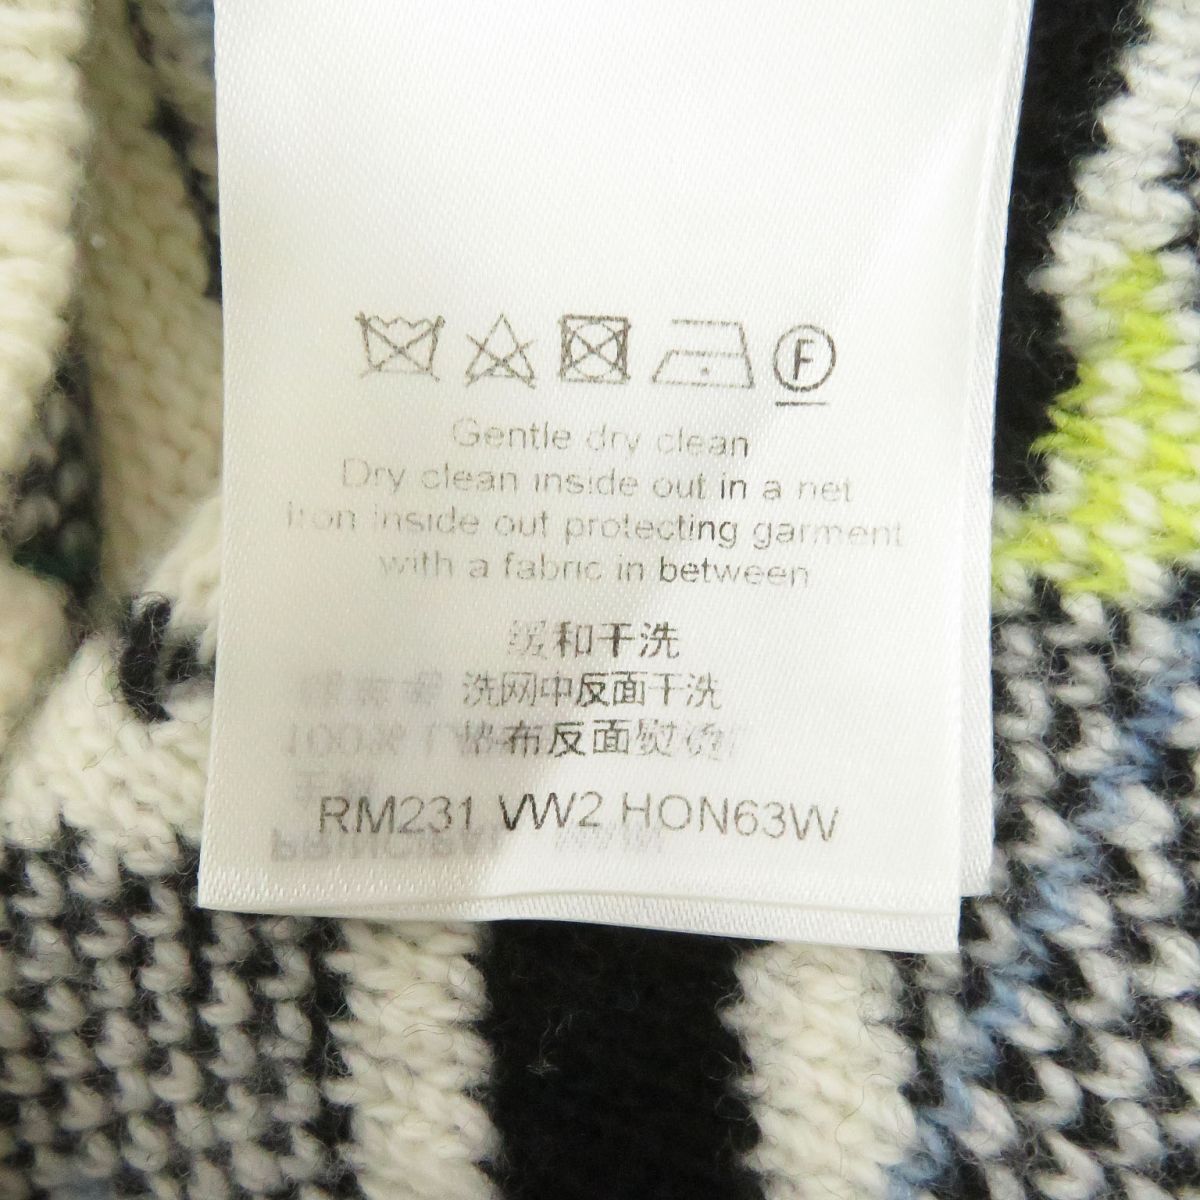 F
Gentle dry clean
Dry clean inside out in a net
Iron inside out protecting garment
with a fabric in between
缓和干洗
洗网中反面干洗
格布反面熨烫
RM231 VW2 HON63W